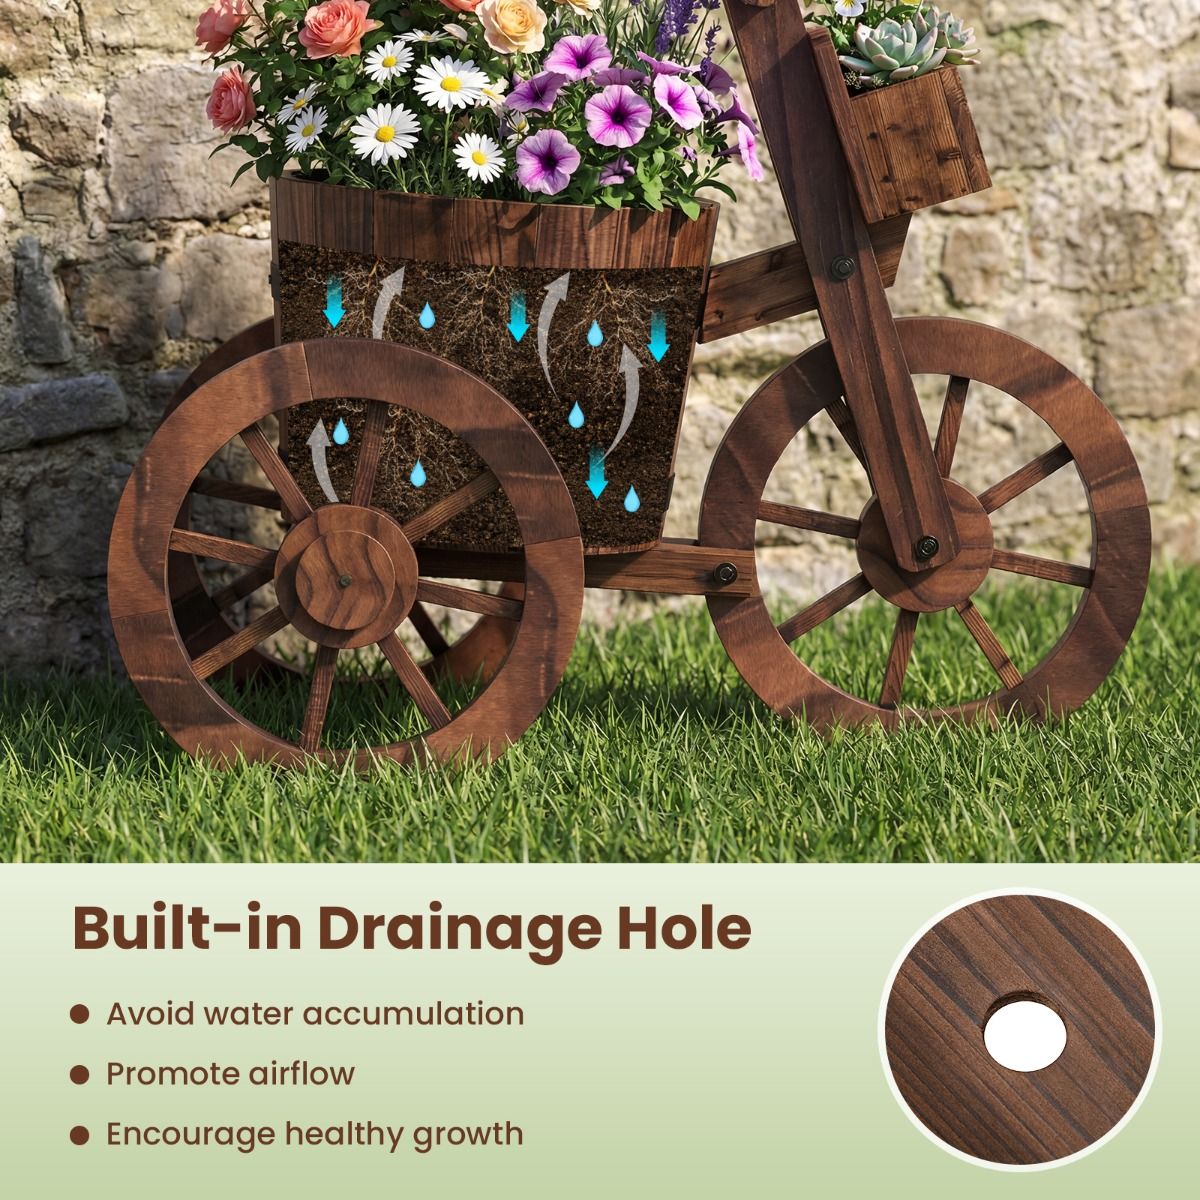 Built-in Drainage Hole
Avoid water accumulation
Promote airflow
Encourage healthy growth